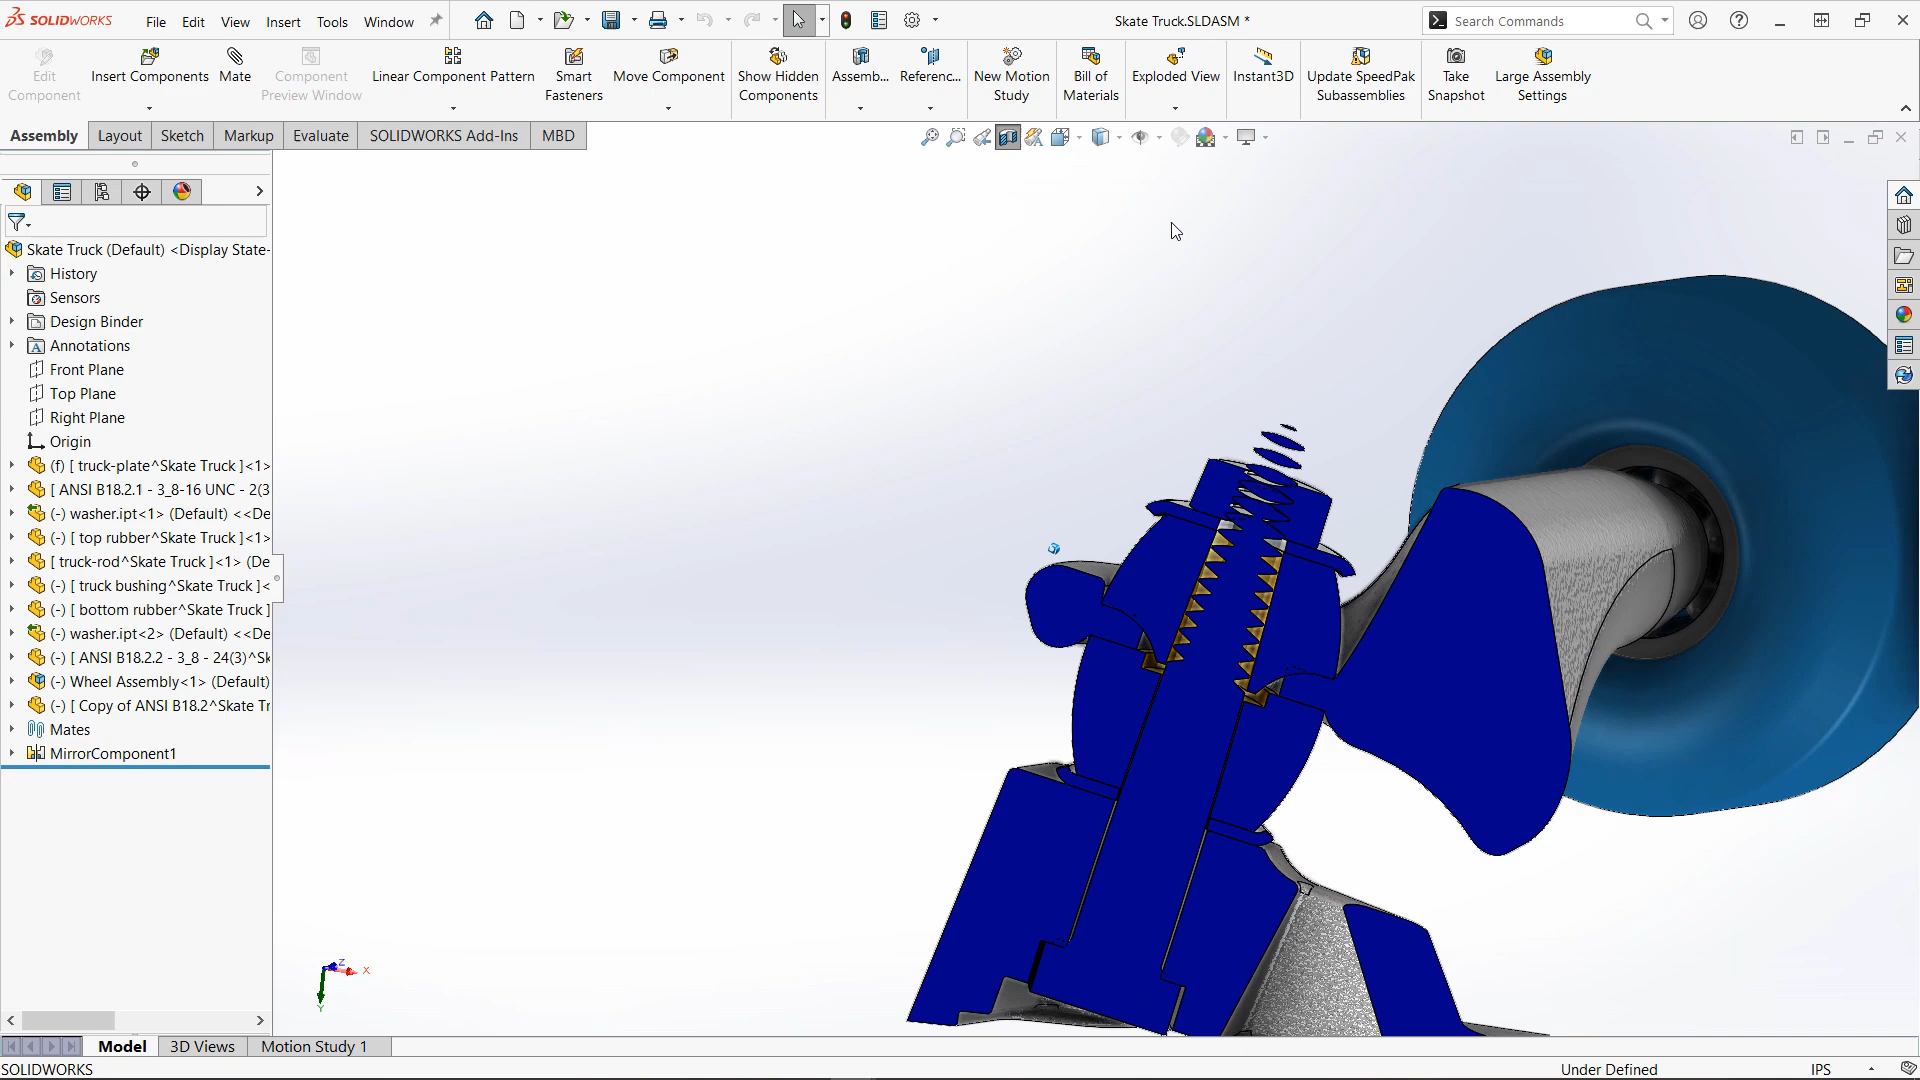 SOLIDWORKS File Edit View Insert Tools Window Skate Truck.SLDASM * Search Commands
Edit Component
Insert Components
Mate
Component Preview Window
Linear Component Pattern
Smart Fasteners
Move Component
Show Hidden Components
Assemb...
Referenc...
New Motion Study
Bill of Materials
Exploded View
Instant3D
Update SpeedPak Subassemblies
Take Snapshot
Large Assembly Settings
Assembly Layout Sketch Markup Evaluate SOLIDWORKS Add-Ins MBD
Skate Truck (Default) <Display State-
History
Sensors
Design Binder
Annotations
Front Plane
Top Plane
Right Plane
Origin
(f) [ truck-plate^Skate Truck ]<1>
[ ANSI B18.2.1 - 3_8-16 UNC - 2(3
(-) washer.ipt<1> (Default) <<De
(-) [ top rubber^Skate Truck ]<1>
[ truck-rod^Skate Truck ]<1> (De
(-) [ truck bushing^Skate Truck ]<
(-) [ bottom rubber^Skate Truck ]
(-) washer.ipt<2> (Default) <<De
(-) [ ANSI B18.2.2 - 3_8 - 24(3)^Sk
(-) Wheel Assembly<1> (Default)
(-) [ Copy of ANSI B18.2^Skate Tr
Mates
MirrorComponent1
Z
X
Y
Model 3D Views Motion Study 1
SOLIDWORKS Under Defined IPS